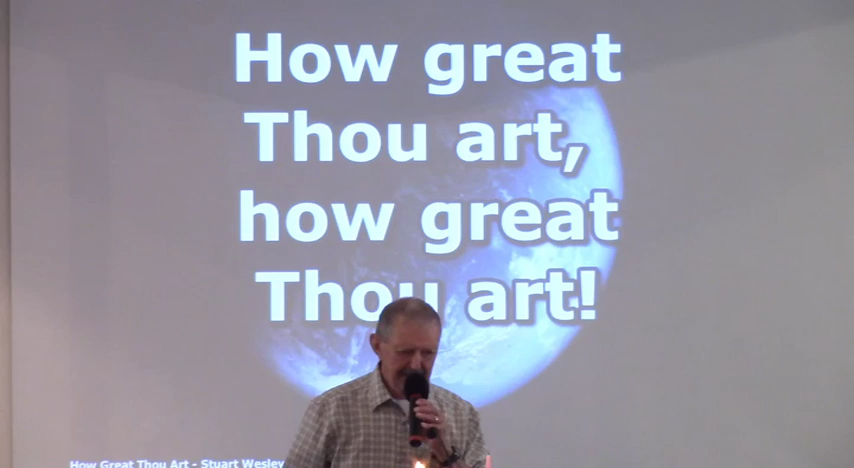 How great
Thou art,
how great
Thou art!
How Great Thou Art - Stuart Wesley